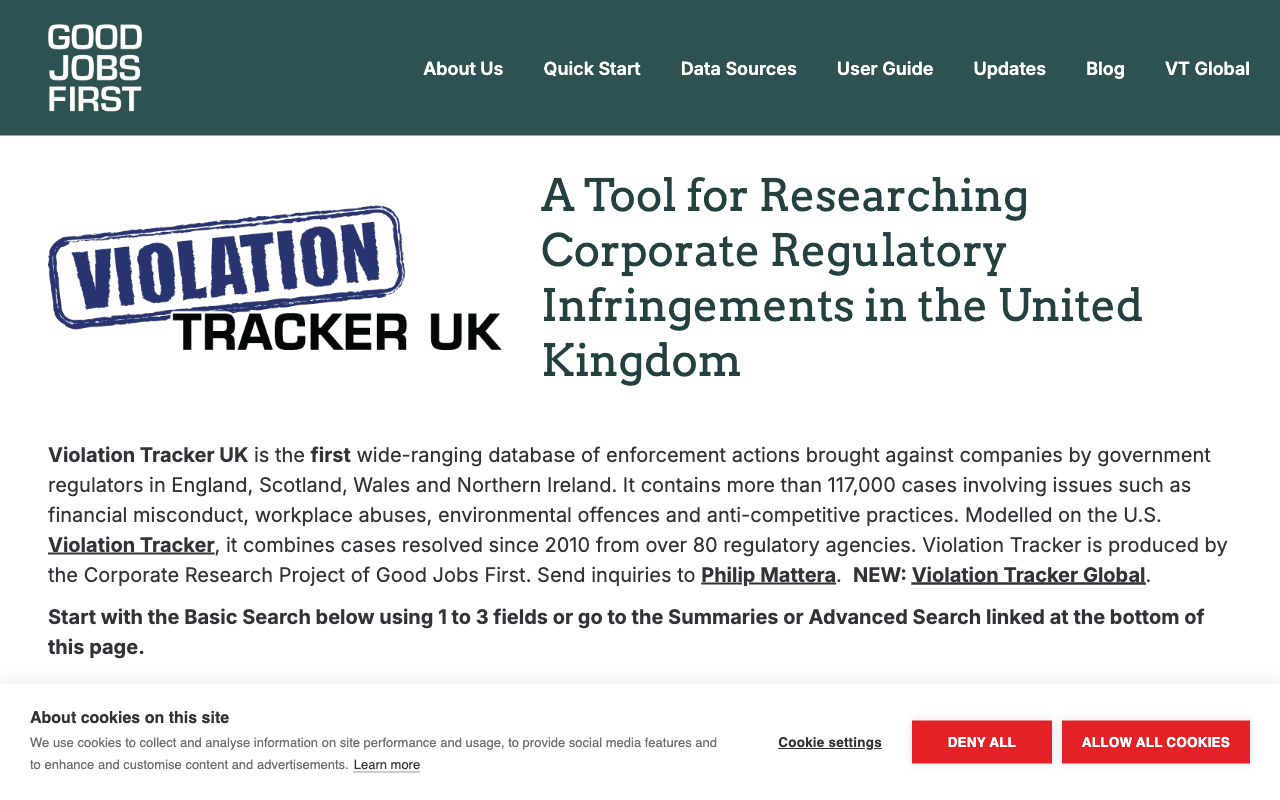 GOOD
JOBS
FIRST
About Us Quick Start Data Sources User Guide Updates Blog VT Global
VIOLATION
TRACKER UK
A Tool for Researching
Corporate Regulatory
Infringements in the United
Kingdom
Violation Tracker UK is the first wide-ranging database of enforcement actions brought against companies by government
regulators in England, Scotland, Wales and Northern Ireland. It contains more than 117,000 cases involving issues such as
financial misconduct, workplace abuses, environmental offences and anti-competitive practices. Modelled on the U.S.
Violation Tracker, it combines cases resolved since 2010 from over 80 regulatory agencies. Violation Tracker is produced by
the Corporate Research Project of Good Jobs First. Send inquiries to Philip Mattera. NEW: Violation Tracker Global.
Start with the Basic Search below using 1 to 3 fields or go to the Summaries or Advanced Search linked at the bottom of
this page.
About cookies on this site
We use cookies to collect and analyse information on site performance and usage, to provide social media features and
to enhance and customise content and advertisements. Learn more
Cookie settings DENY ALL ALLOW ALL COOKIES